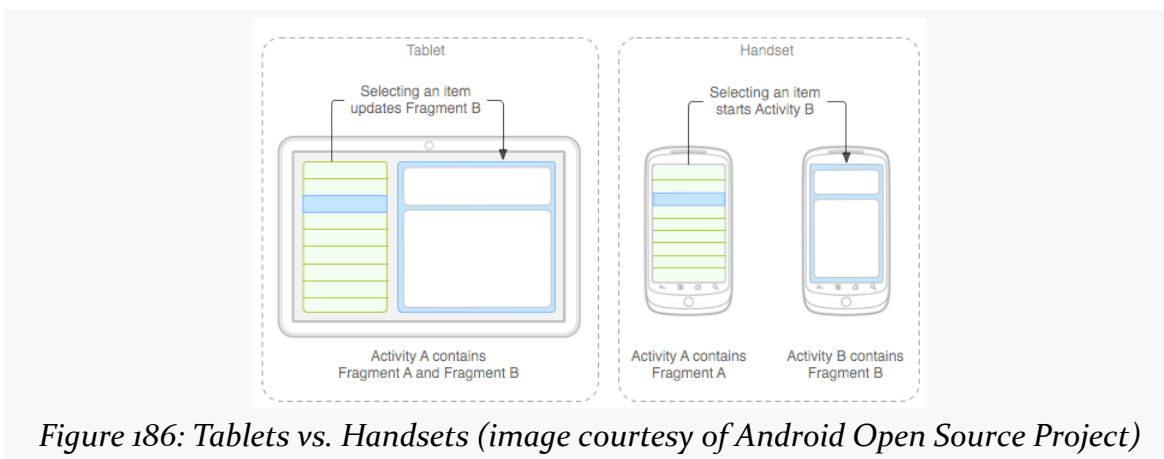 Tablet
Selecting an item
updates Fragment B
Activity A contains
Fragment A and Fragment B
Handset
Selecting an item
starts Activity B
Activity A contains
Fragment A
Activity B contains
Fragment B
Figure 186: Tablets vs. Handsets (image courtesy of Android Open Source Project)